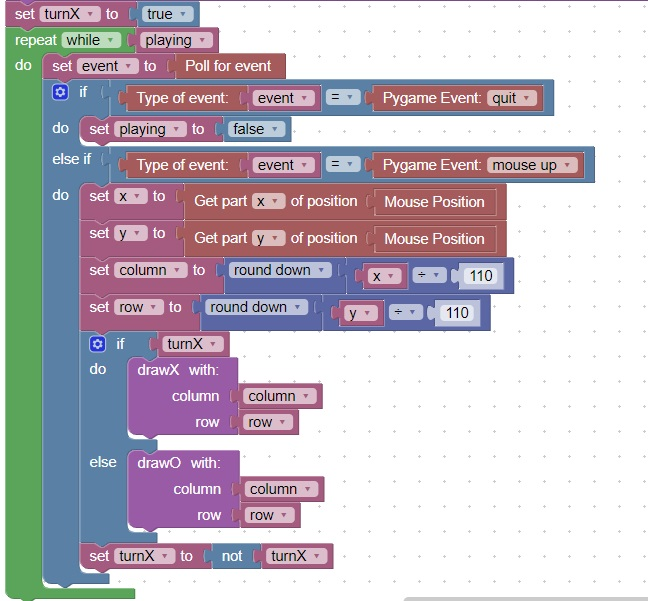 set turnX to true
repeat while playing
do set event to Poll for event
if Type of event: event = Pygame Event: quit
do set playing to false
else if Type of event: event = Pygame Event: mouse up
do set x to Get part x of position Mouse Position
set y to Get part y of position Mouse Position
set column to round down x ÷ 110
set row to round down y ÷ 110
if turnX
do drawX with:
column column
row row
else drawO with:
column column
row row
set turnX to not turnX